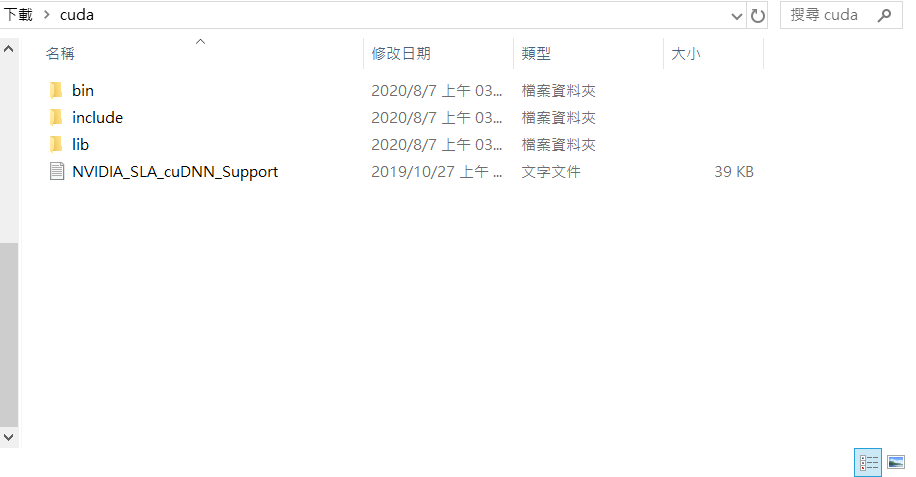 下載 > cuda 搜尋 cuda
名稱 修改日期 類型 大小
bin 2020/8/7 上午 03... 檔案資料夾
include 2020/8/7 上午 03... 檔案資料夾
lib 2020/8/7 上午 03... 檔案資料夾
NVIDIA_SLA_cuDNN_Support 2019/10/27 上午 ... 文字文件 39 KB